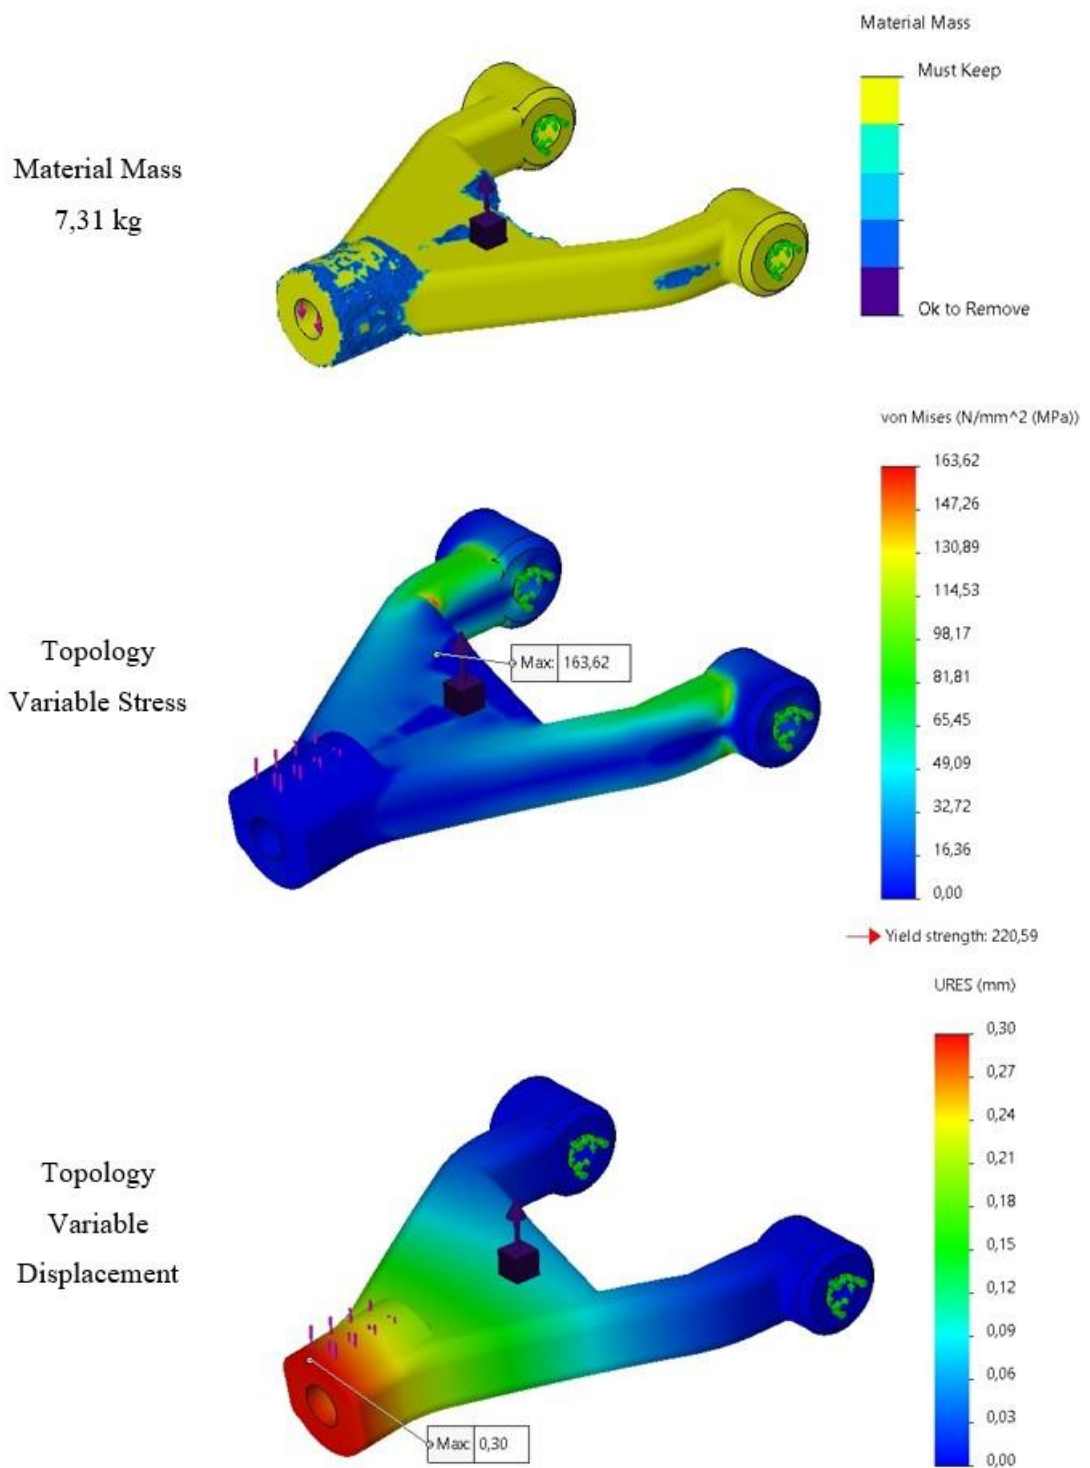 Material Mass
Must Keep
Ok to Remove
Material Mass
7,31 kg
von Mises (N/mm^2 (MPa))
163,62
147,26
130,89
114,53
98,17
81,81
65,45
49,09
32,72
16,36
0,00
Yield strength: 220,59
Topology
Variable Stress
Max: 163,62
URES (mm)
0,30
0,27
0,24
0,21
0,18
0,15
0,12
0,09
0,06
0,03
0,00
Topology
Variable
Displacement
Max: 0,30